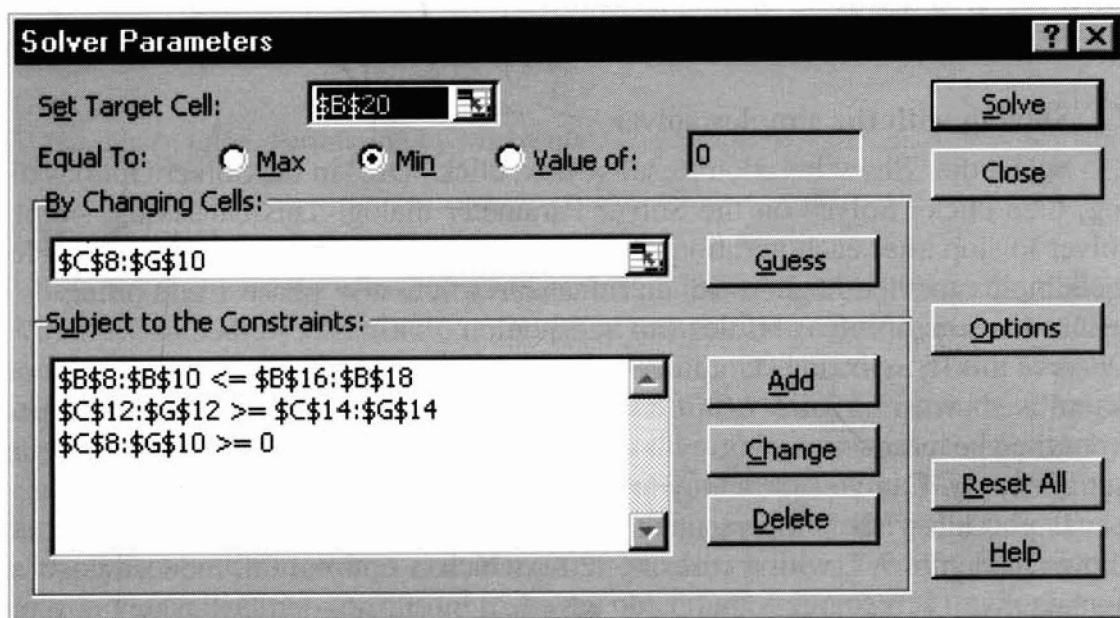 Solver Parameters
Set Target Cell: $B$20 Solve
Equal To: Max Min Value of: 0 Close
By Changing Cells:
$C$8:$G$10 Guess
Subject to the Constraints: Options
$B$8:$B$10 <= $B$16:$B$18 Add
$C$12:$G$12 >= $C$14:$G$14
$C$8:$G$10 >= 0 Change
Reset All
Delete
Help